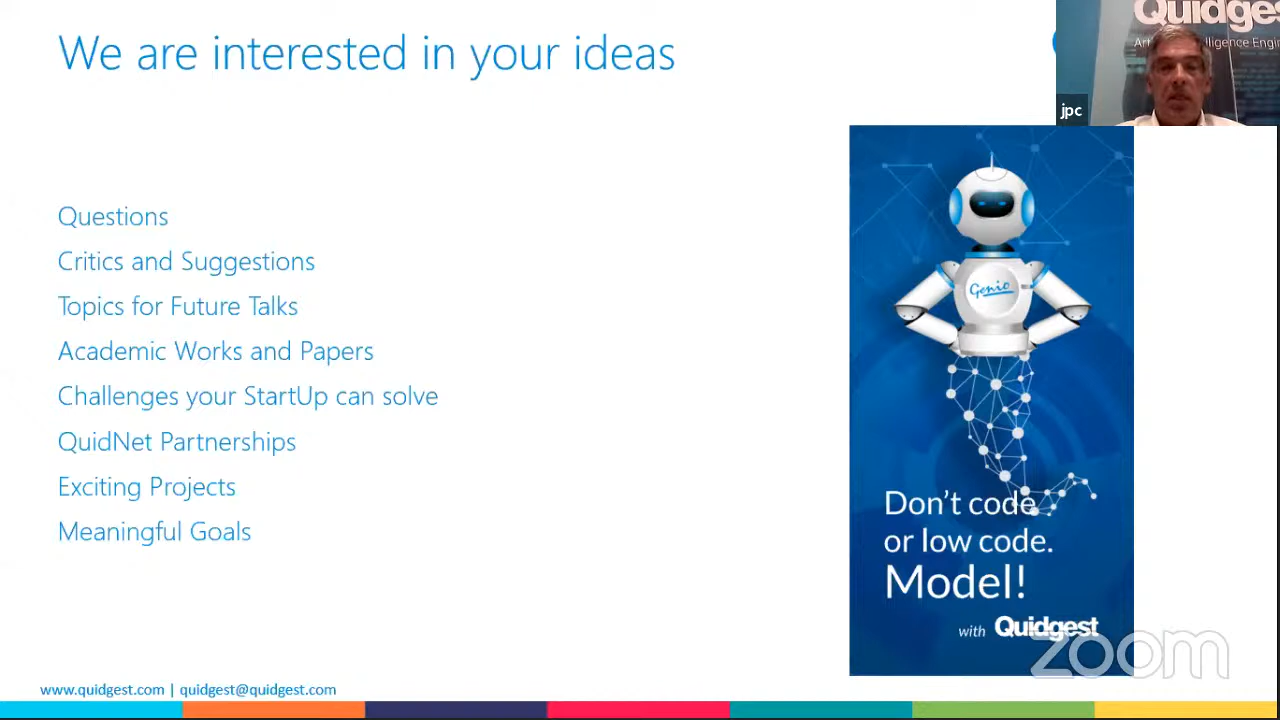 We are interested in your ideas
Quidges
jpc
Questions
Critics and Suggestions
Topics for Future Talks
Academic Works and Papers
Challenges your StartUp can solve
QuidNet Partnerships
Exciting Projects
Meaningful Goals
Genio
Don't code
or low code.
Model!
with Quidgest
zoom
www.quidgest.com | quidgest@quidgest.com